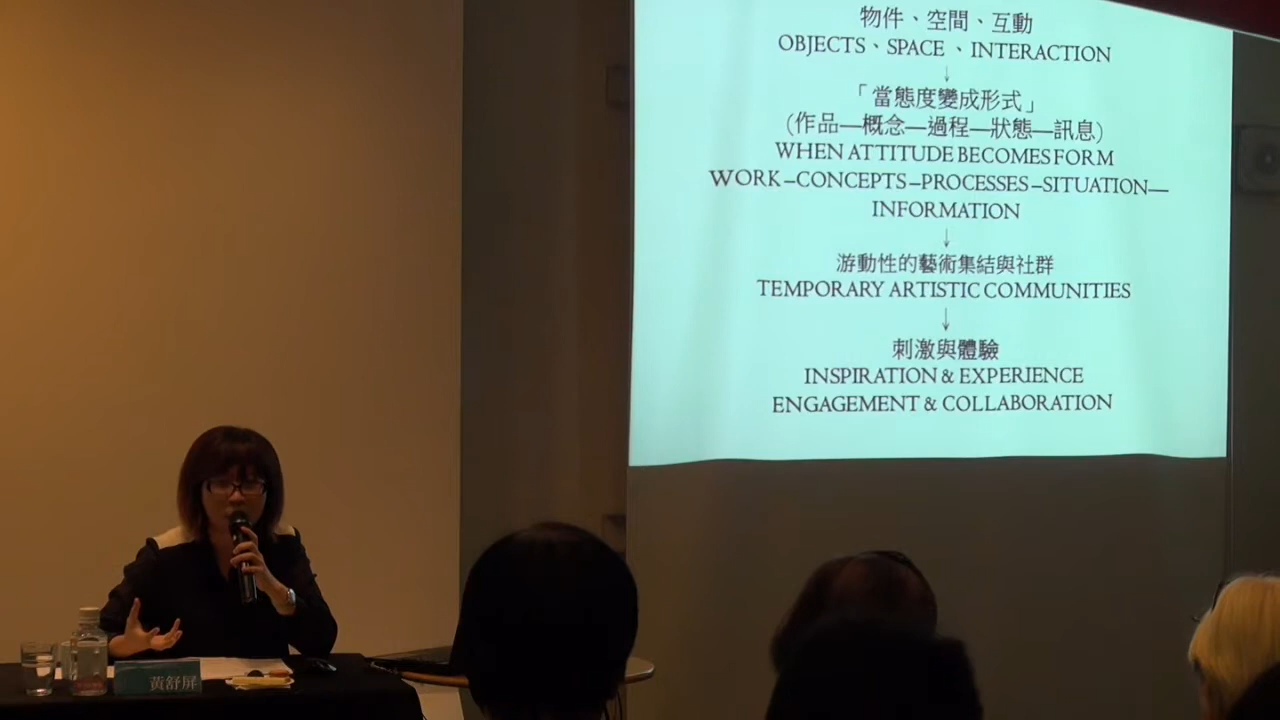 物件、空間、互動
OBJECTS、SPACE、INTERACTION
↓
「當態度變成形式」
(作品—概念—過程—狀態—訊息)
WHEN ATTITUDE BECOMES FORM
WORK–CONCEPTS–PROCESSES–SITUATION—
INFORMATION
↓
游動性的藝術集結與社群
TEMPORARY ARTISTIC COMMUNITIES
↓
刺激與體驗
INSPIRATION & EXPERIENCE
ENGAGEMENT & COLLABORATION
黃舒屏